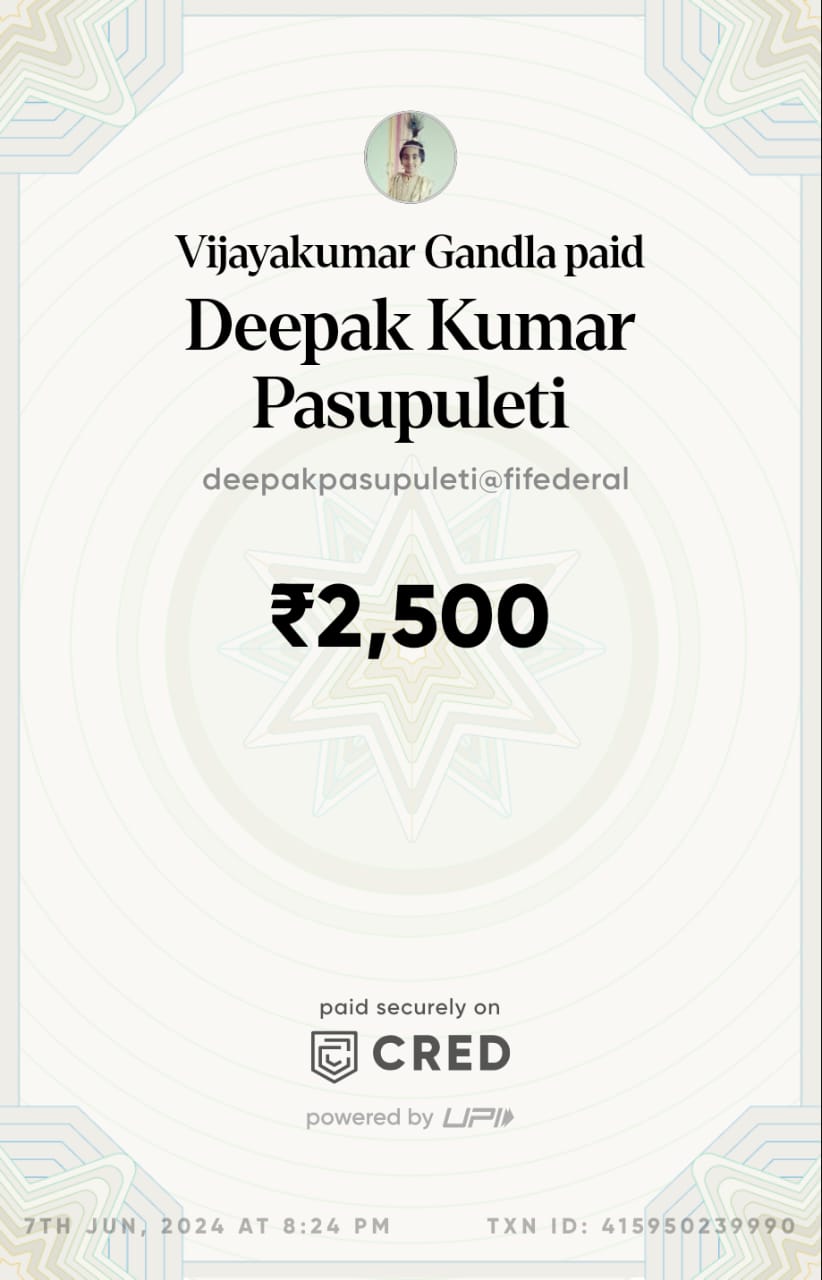 Vijayakumar Gandla paid
Deepak Kumar
Pasupuleti
deepakpasupuleti@fifederal
₹2,500
paid securely on
CRED
powered by UPI
7TH JUN, 2024 AT 8:24 PM TXN ID: 415950239990